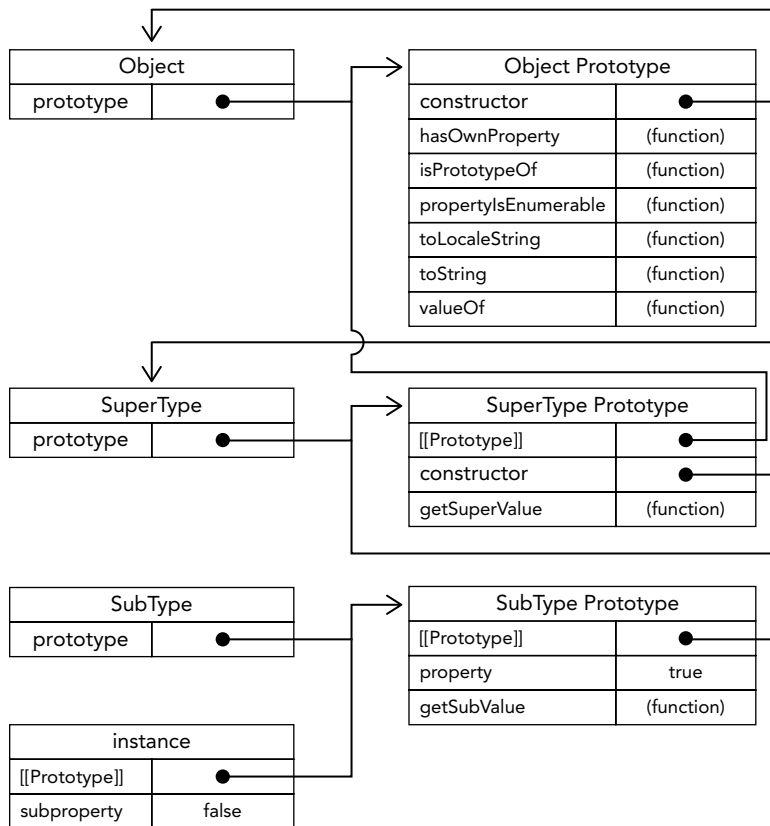 Object
prototype
Object Prototype
constructor
hasOwnProperty (function)
isPrototypeOf (function)
propertyIsEnumerable (function)
toLocaleString (function)
toString (function)
valueOf (function)
SuperType
prototype
SuperType Prototype
[[Prototype]]
constructor
getSuperValue (function)
SubType
prototype
SubType Prototype
[[Prototype]]
property true
getSubValue (function)
instance
[[Prototype]]
subproperty false